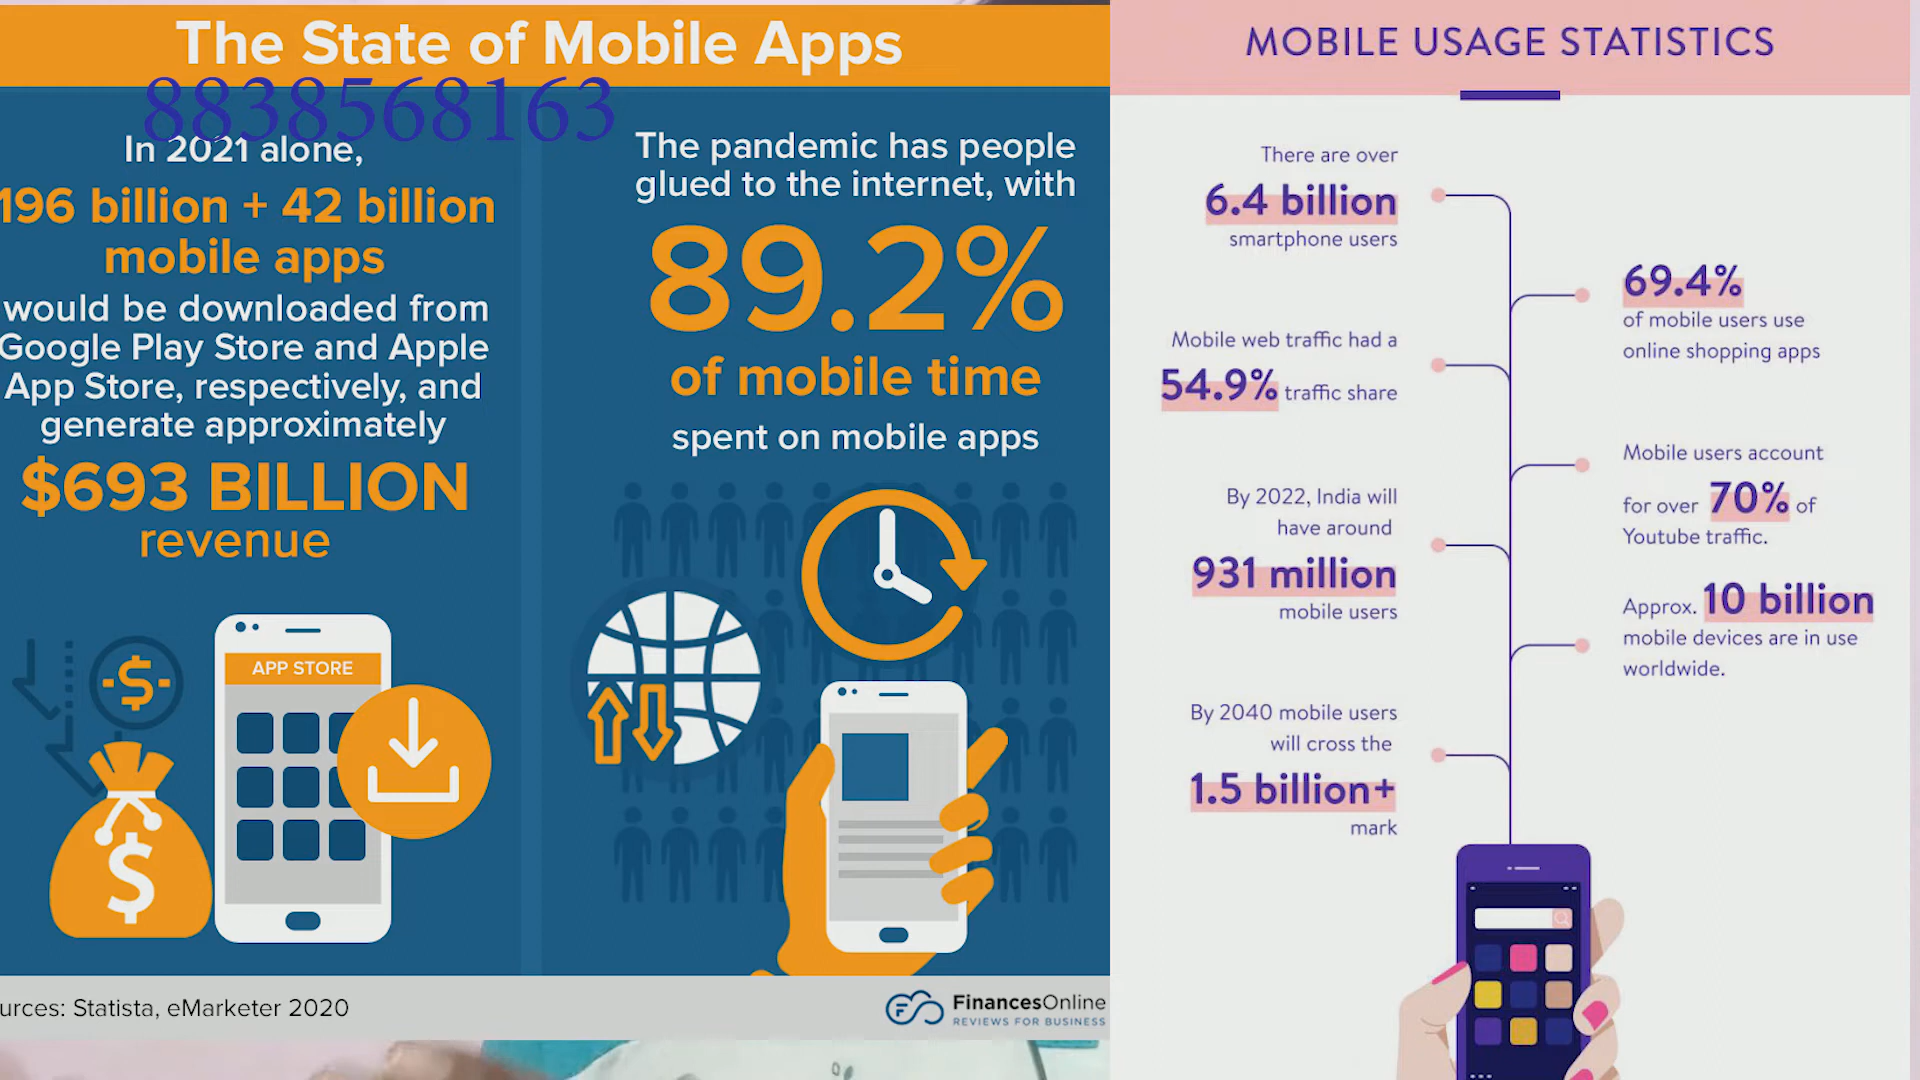 The State of Mobile Apps
8838568163
In 2021 alone,
196 billion + 42 billion
mobile apps
would be downloaded from
Google Play Store and Apple
App Store, respectively, and
generate approximately
$693 BILLION
revenue
APP STORE
The pandemic has people
glued to the internet, with
89.2%
of mobile time
spent on mobile apps
urces: Statista, eMarketer 2020
FinancesOnline
REVIEWS FOR BUSINESS
MOBILE USAGE STATISTICS
There are over
6.4 billion
smartphone users
69.4%
of mobile users use
online shopping apps
Mobile web traffic had a
54.9% traffic share
Mobile users account
for over 70% of
Youtube traffic.
By 2022, India will
have around
931 million
mobile users
Approx. 10 billion
mobile devices are in use
worldwide.
By 2040 mobile users
will cross the
1.5 billion+
mark